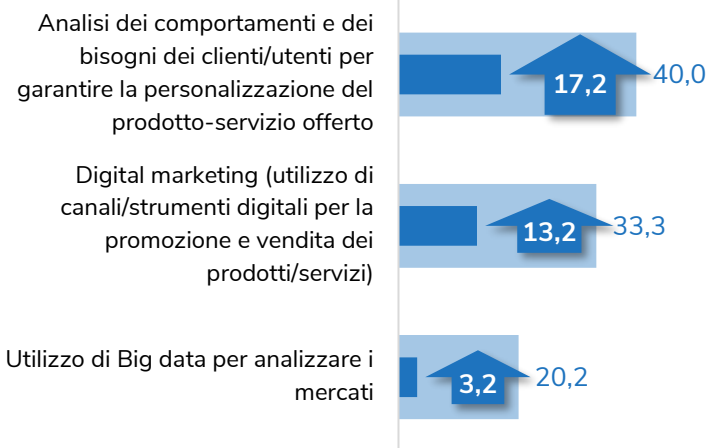 Analisi dei comportamenti e dei
bisogni dei clienti/utenti per
garantire la personalizzazione del
prodotto-servizio offerto
17,2
40,0
Digital marketing (utilizzo di
canali/strumenti digitali per la
promozione e vendita dei
prodotti/servizi)
13,2
33,3
Utilizzo di Big data per analizzare i
mercati
3,2
20,2